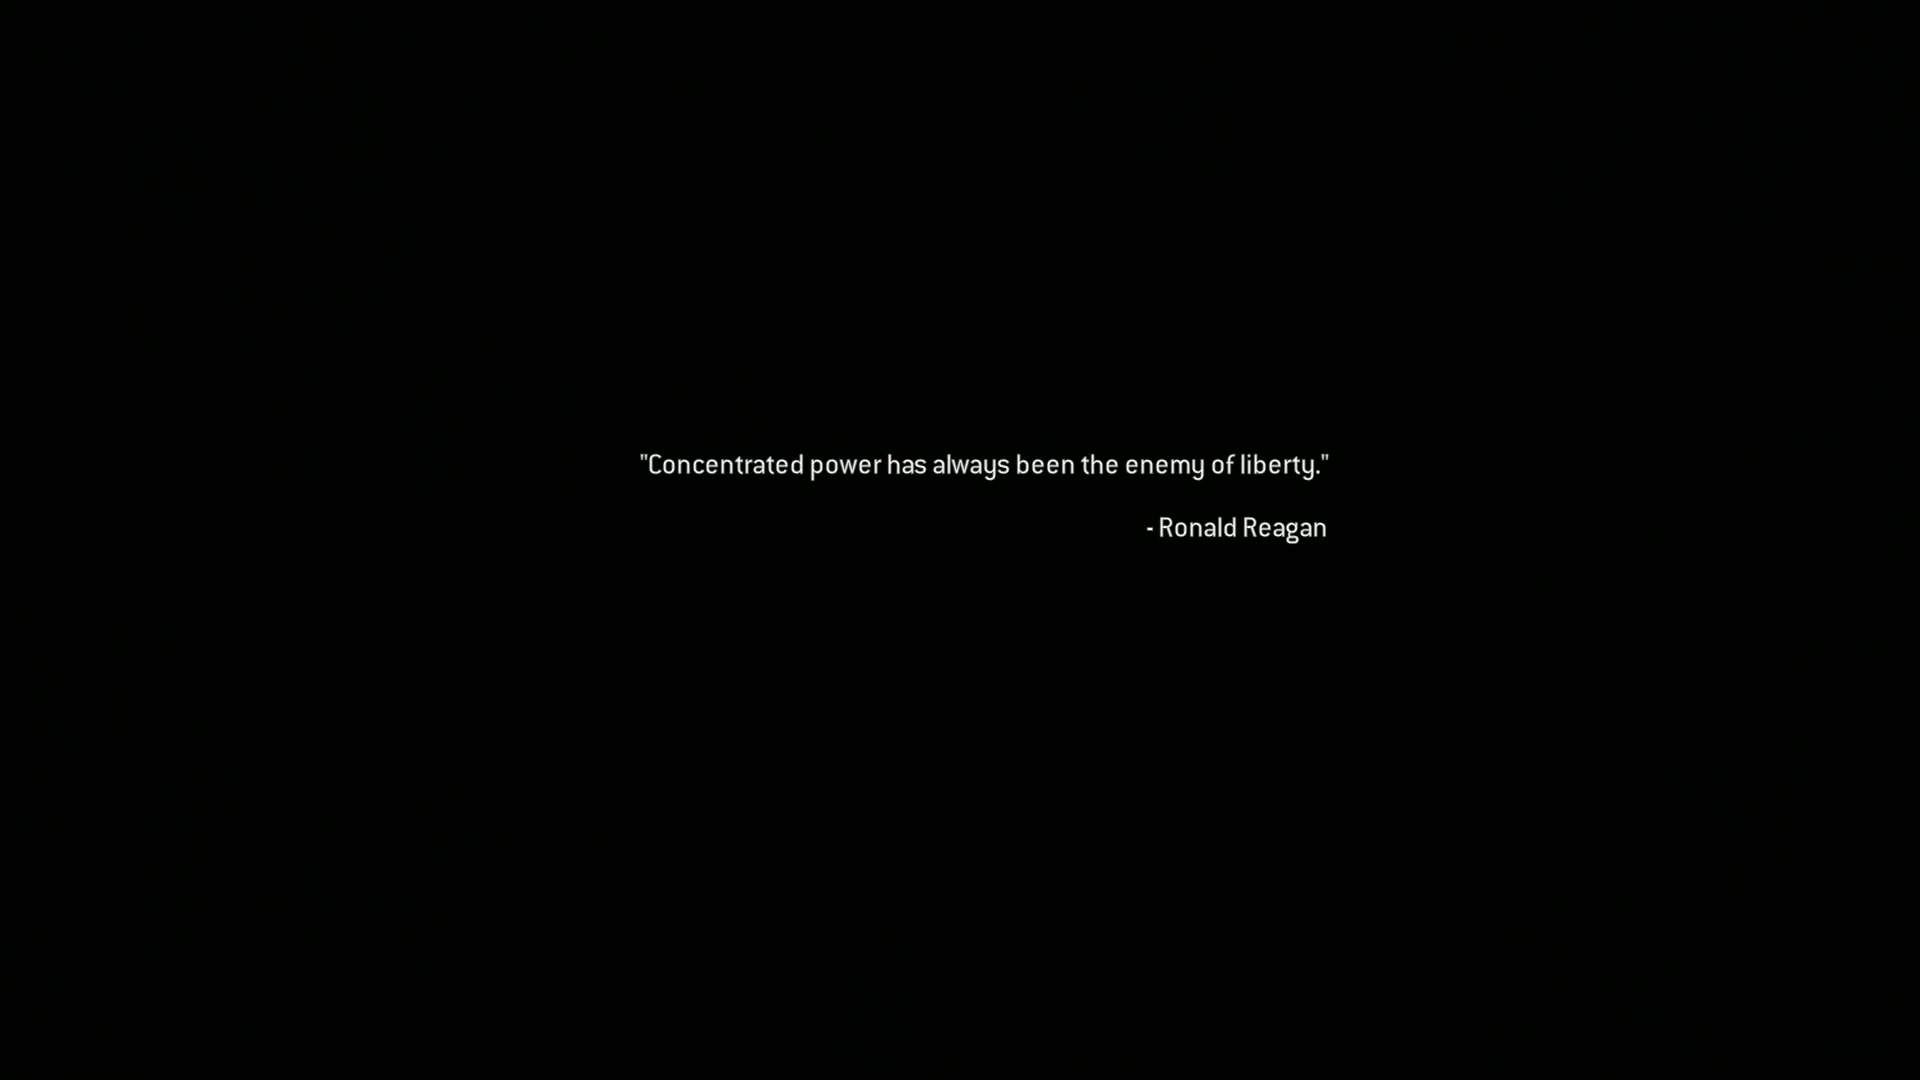 "Concentrated power has always been the enemy of liberty."
- Ronald Reagan